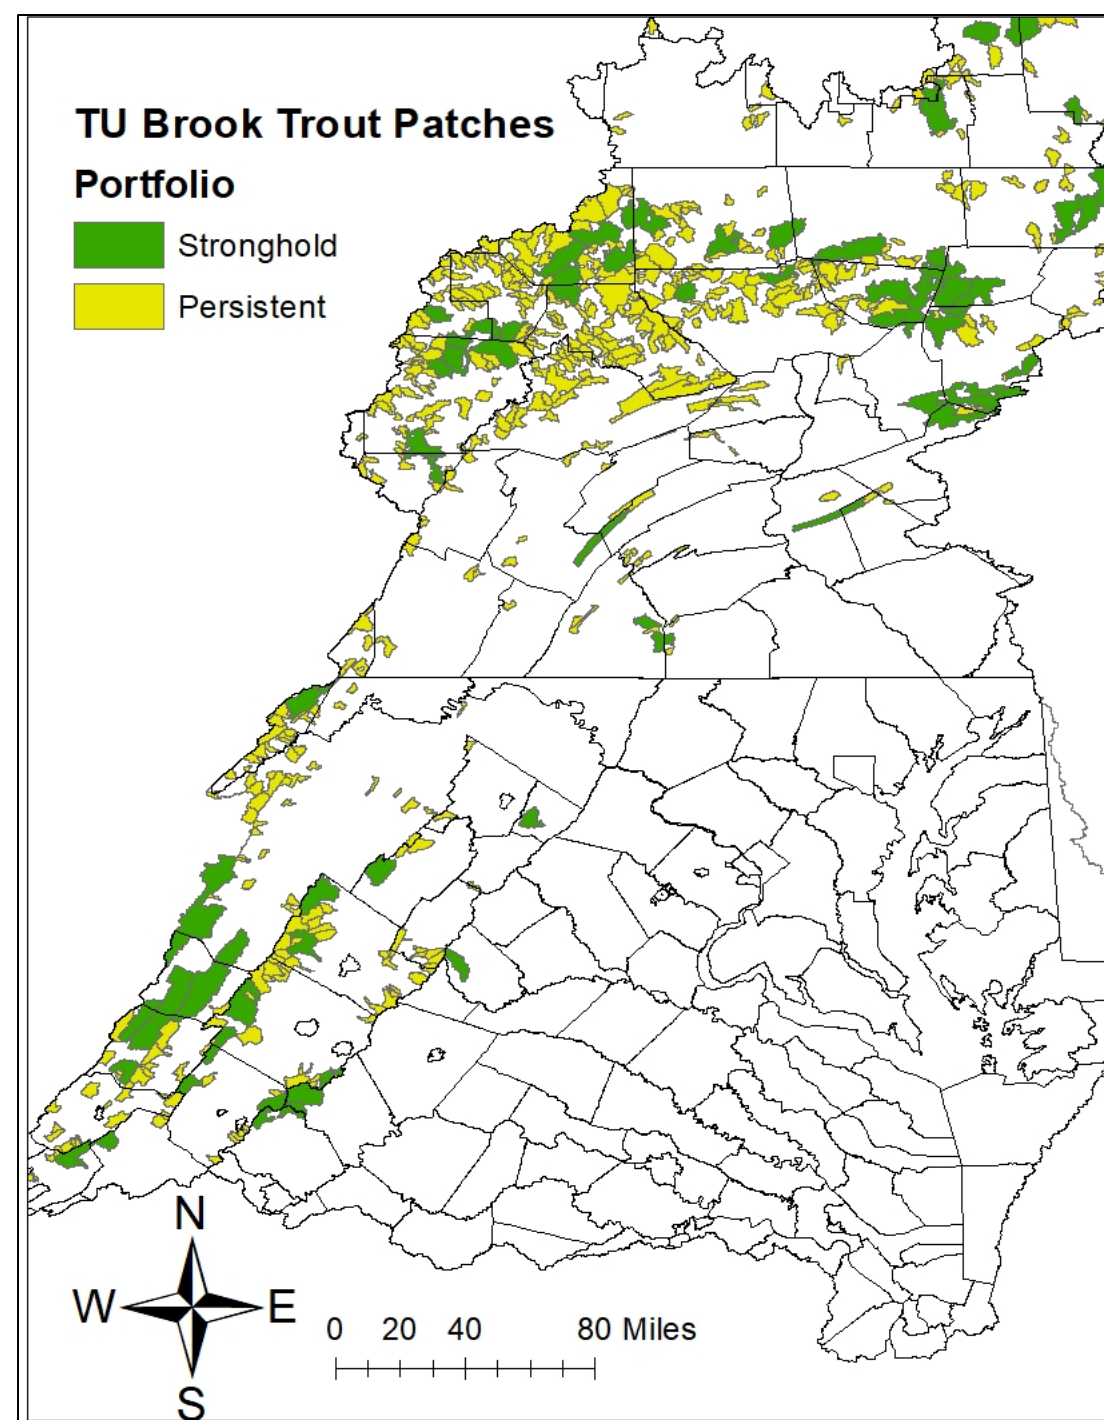 TU Brook Trout Patches
Portfolio
Stronghold
Persistent
N
W E
S
0 20 40 80 Miles